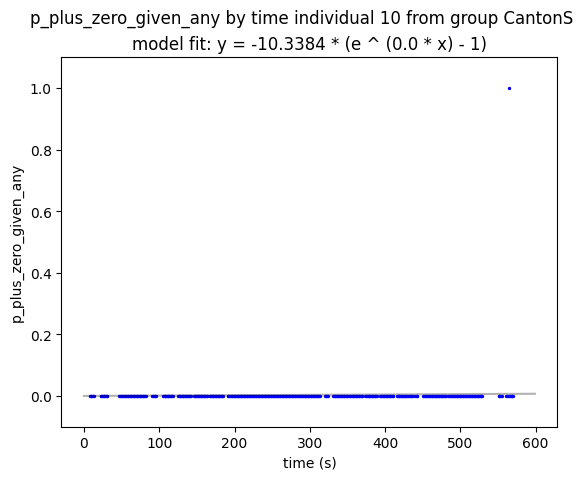 p_plus_zero_given_any by time individual 10 from group CantonS
model fit: y = -10.3384 * (e ^ (0.0 * x) - 1)
1.0
0.8
0.6
0.4
0.2
0.0
p_plus_zero_given_any
0 100 200 300 400 500 600
time (s)